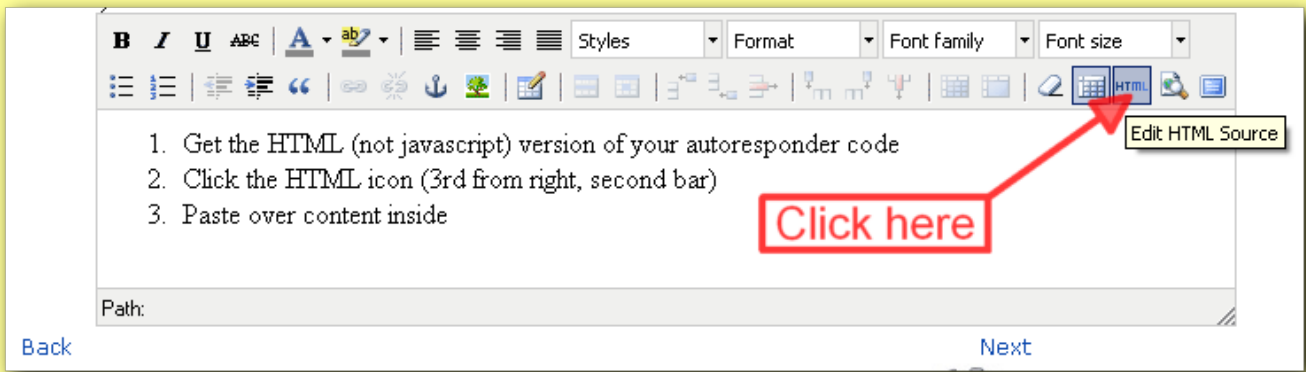 B I U ABC A ab Styles Format Font family Font size
HTML
Edit HTML Source
1. Get the HTML (not javascript) version of your autoresponder code
2. Click the HTML icon (3rd from right, second bar)
3. Paste over content inside
Click here
Path:
Back Next